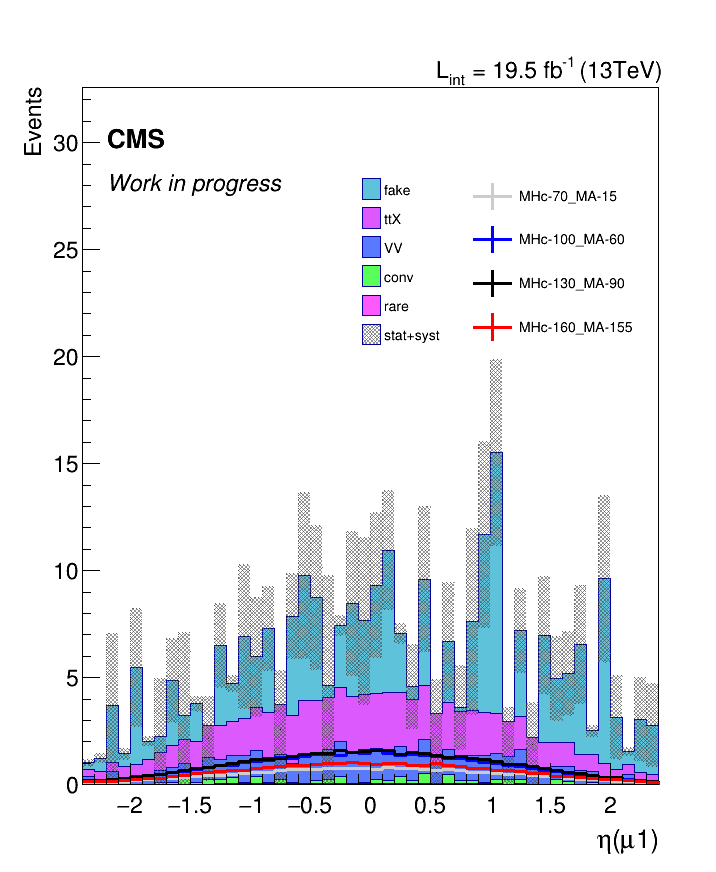 L_int = 19.5 fb^-1 (13TeV)
Events
CMS
Work in progress
fake
ttX
VV
conv
rare
stat+syst
MHc-70_MA-15
MHc-100_MA-60
MHc-130_MA-90
MHc-160_MA-155
30
25
20
15
10
5
0
−2 −1.5 −1 −0.5 0 0.5 1 1.5 2
η(μ1)